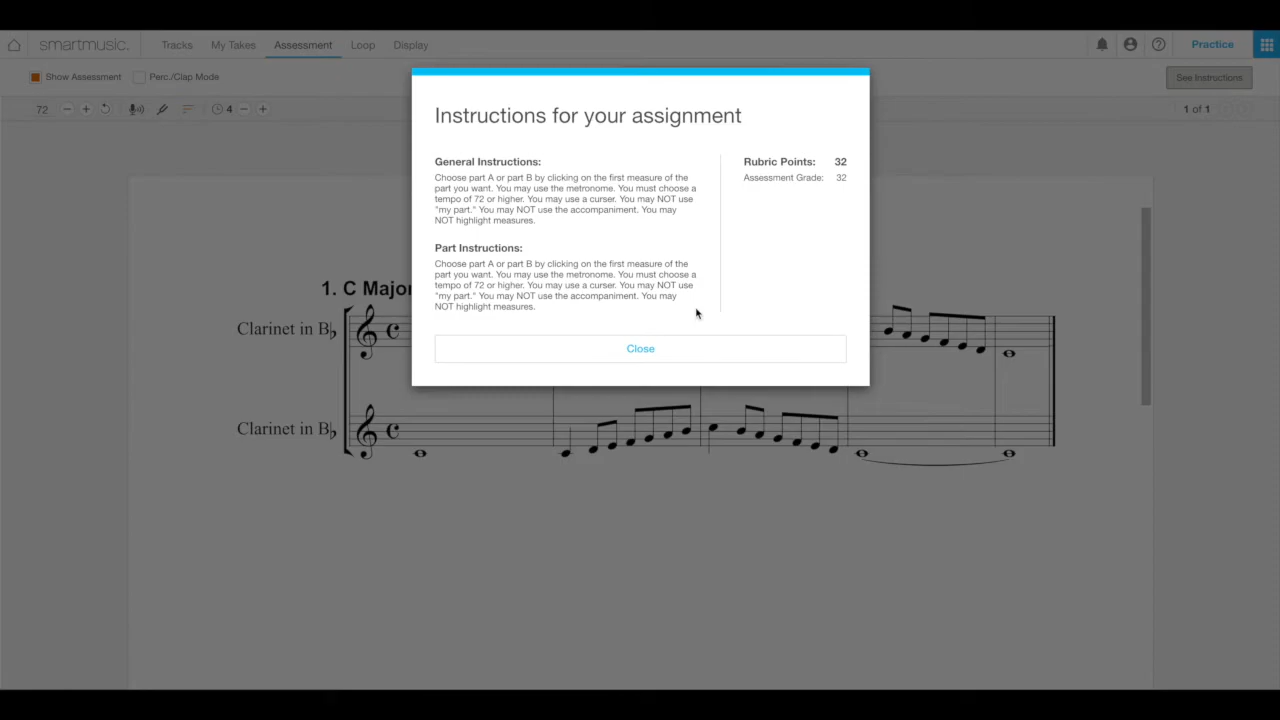 smartmusic. Tracks My Takes Assessment Loop Display Practice
Show Assessment Perc./Clap Mode See Instructions
72 4 1 of 1
Instructions for your assignment
General Instructions:
Choose part A or part B by clicking on the first measure of the
part you want. You may use the metronome. You must choose a
tempo of 72 or higher. You may use a curser. You may NOT use
"my part." You may NOT use the accompaniment. You may
NOT highlight measures.
Part Instructions:
Choose part A or part B by clicking on the first measure of the
part you want. You may use the metronome. You must choose a
tempo of 72 or higher. You may use a curser. You may NOT use
"my part." You may NOT use the accompaniment. You may
NOT highlight measures.
Rubric Points: 32
Assessment Grade: 32
Close
1. C Major
Clarinet in B♭
Clarinet in B♭